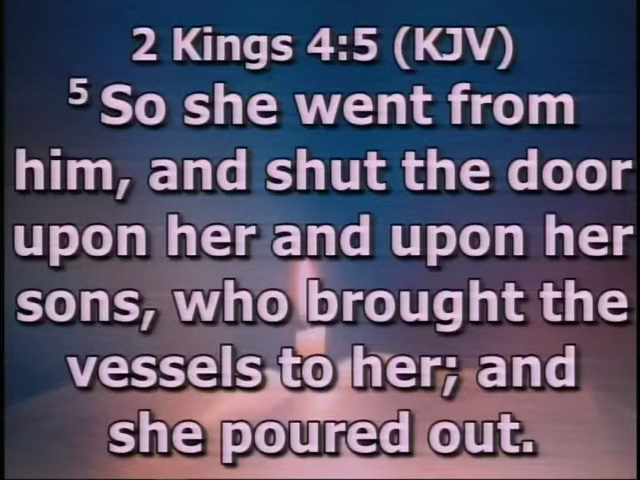 2 Kings 4:5 (KJV)
5 So she went from
him, and shut the door
upon her and upon her
sons, who brought the
vessels to her; and
she poured out.